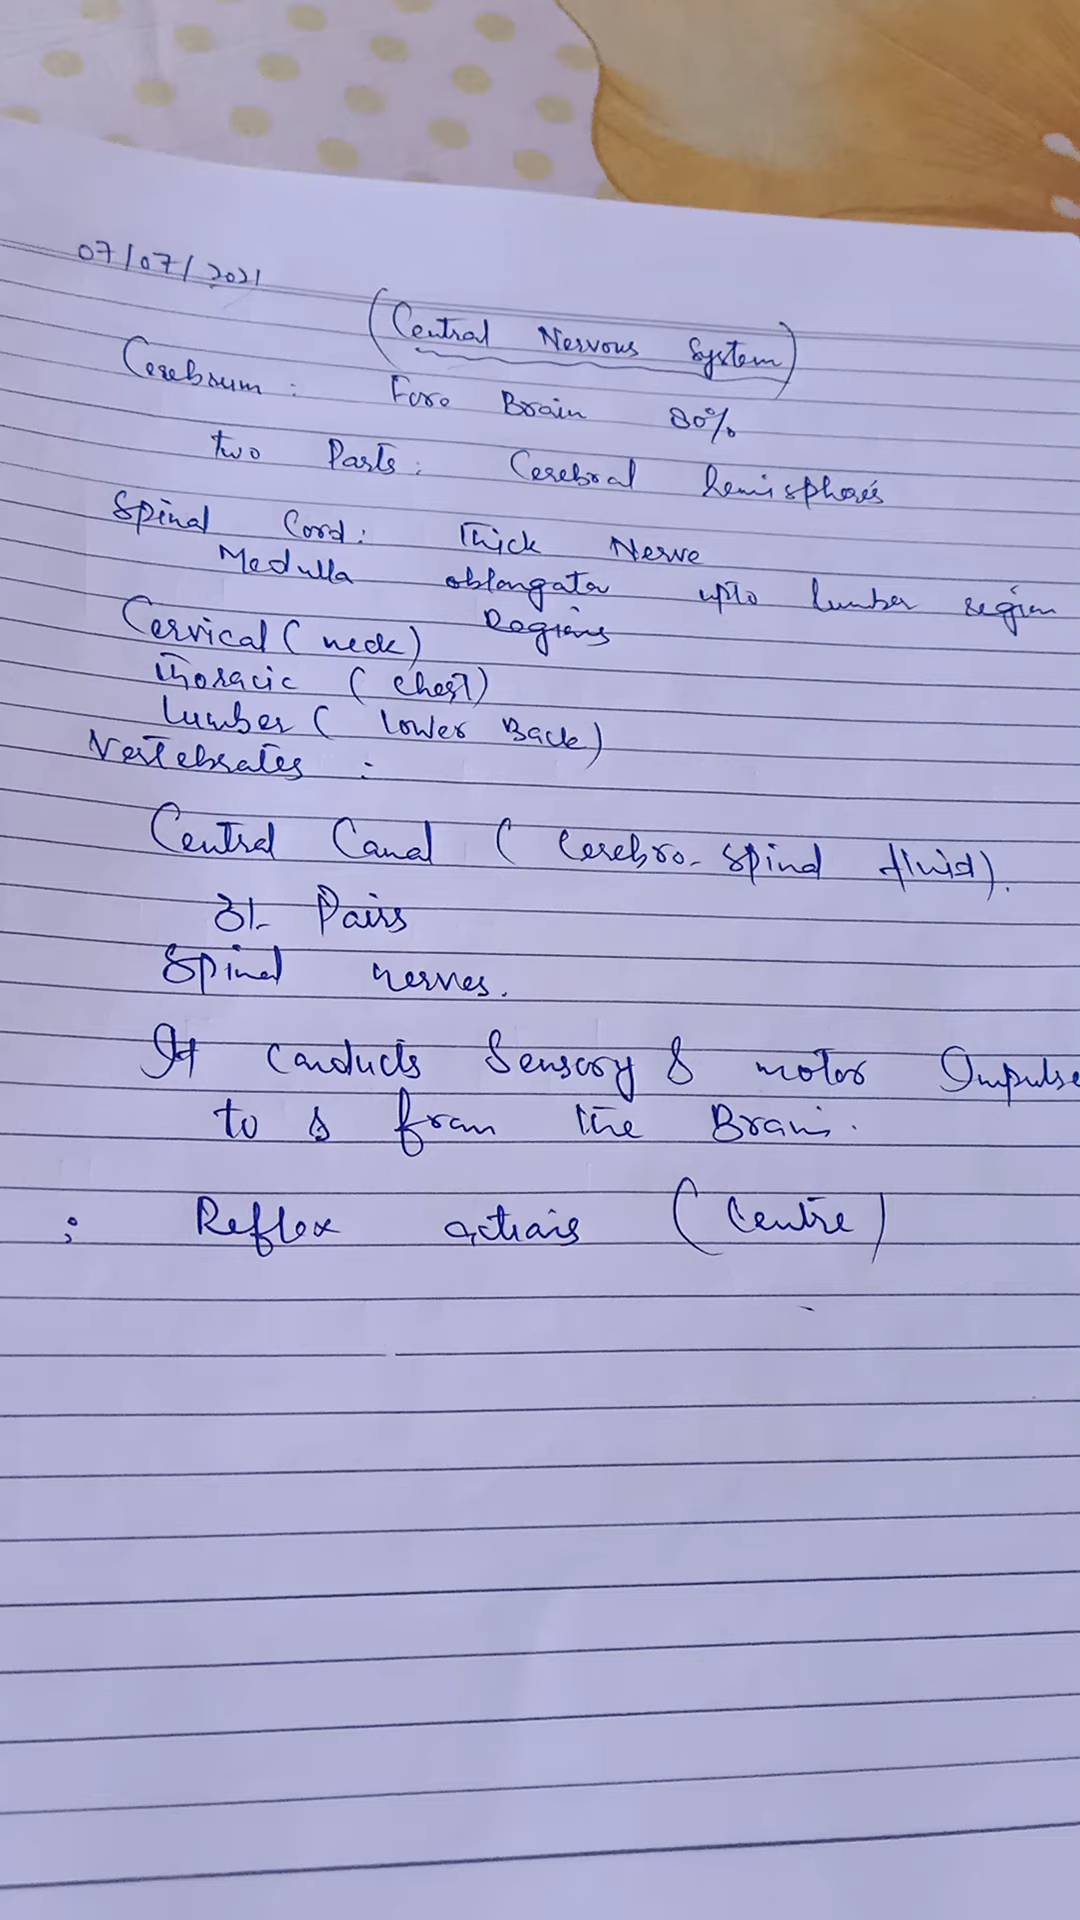 07/07/2021
(Central Nervous System)
Cerebrum : Fore Brain 80%
two Parts : Cerebral hemispheres
Spinal Cord : Thick Nerve
Medulla oblangata upto lumber region
Regions
Cervical ( neck )
Thoracic ( chest )
Lumber ( Lower Back )
Vertebrates :
Central Canal ( Cerebro-spinal fluid ).
31- Pairs
Spinal nerves.
It conducts Sensory & motor Impulse
to & from the Brain.
: Reflex actions ( Centre )